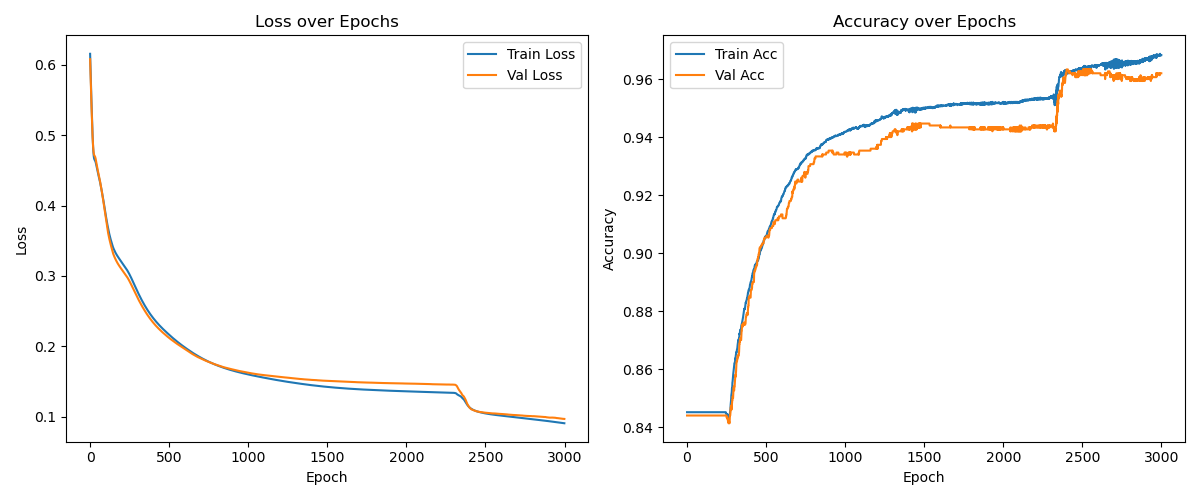 Loss over Epochs
Train Loss
Val Loss
0.6
0.5
0.4
0.3
0.2
0.1
Loss
0 500 1000 1500 2000 2500 3000
Epoch
Accuracy over Epochs
Train Acc
Val Acc
0.96
0.94
0.92
0.90
0.88
0.86
0.84
Accuracy
0 500 1000 1500 2000 2500 3000
Epoch